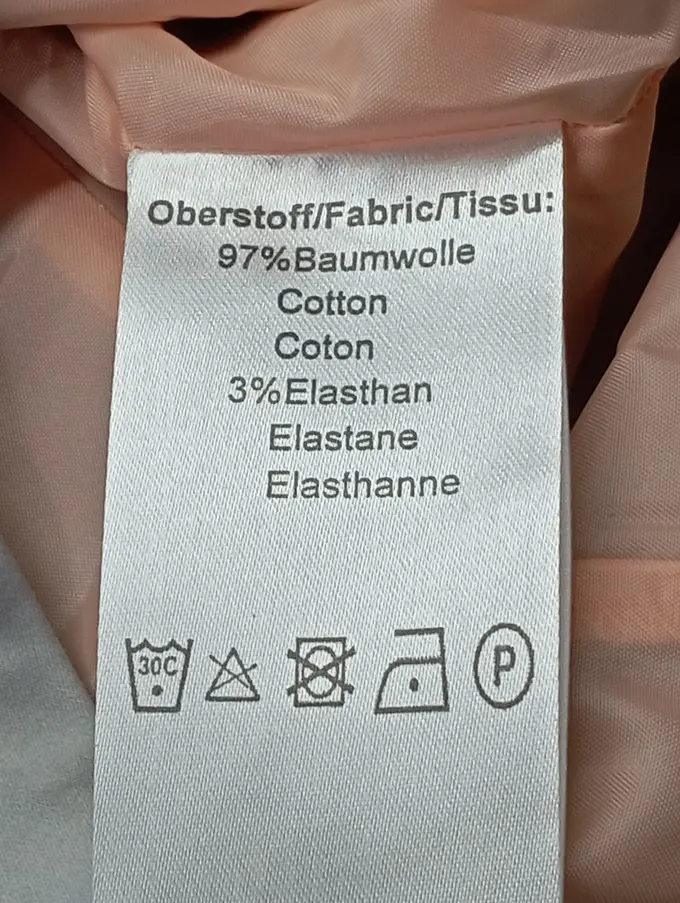 Oberstoff/Fabric/Tissu:
97%Baumwolle
Cotton
Coton
3%Elasthan
Elastane
Elasthanne
30C
P